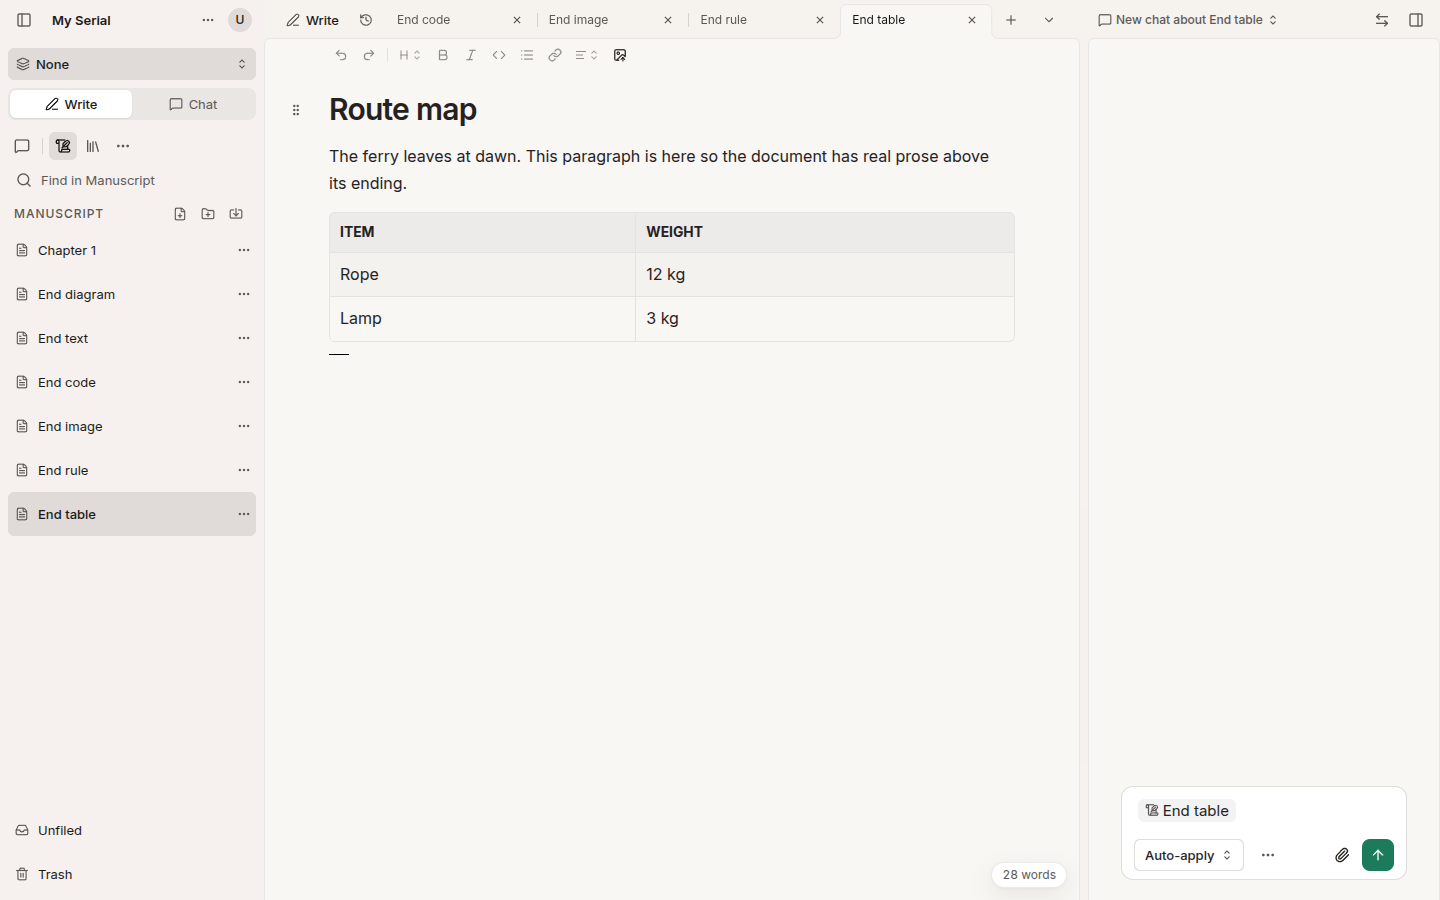 My Serial
U
Write
End code
End image
End rule
End table
New chat about End table
None
Write
Chat
Find in Manuscript
MANUSCRIPT
Chapter 1
End diagram
End text
End code
End image
End rule
End table
Unfiled
Trash
H
B
I
Route map
The ferry leaves at dawn. This paragraph is here so the document has real prose above
its ending.
ITEM WEIGHT
Rope 12 kg
Lamp 3 kg
28 words
End table
Auto-apply